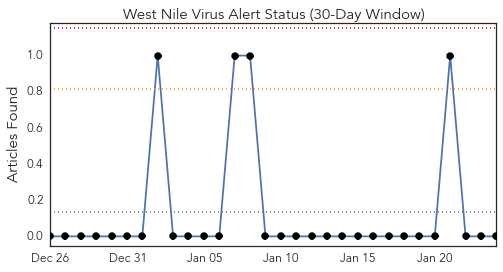 West Nile Virus Alert Status (30-Day Window)
Articles Found
1.0
0.8
0.6
0.4
0.2
0.0
Dec 26 Dec 31 Jan 05 Jan 10 Jan 15 Jan 20